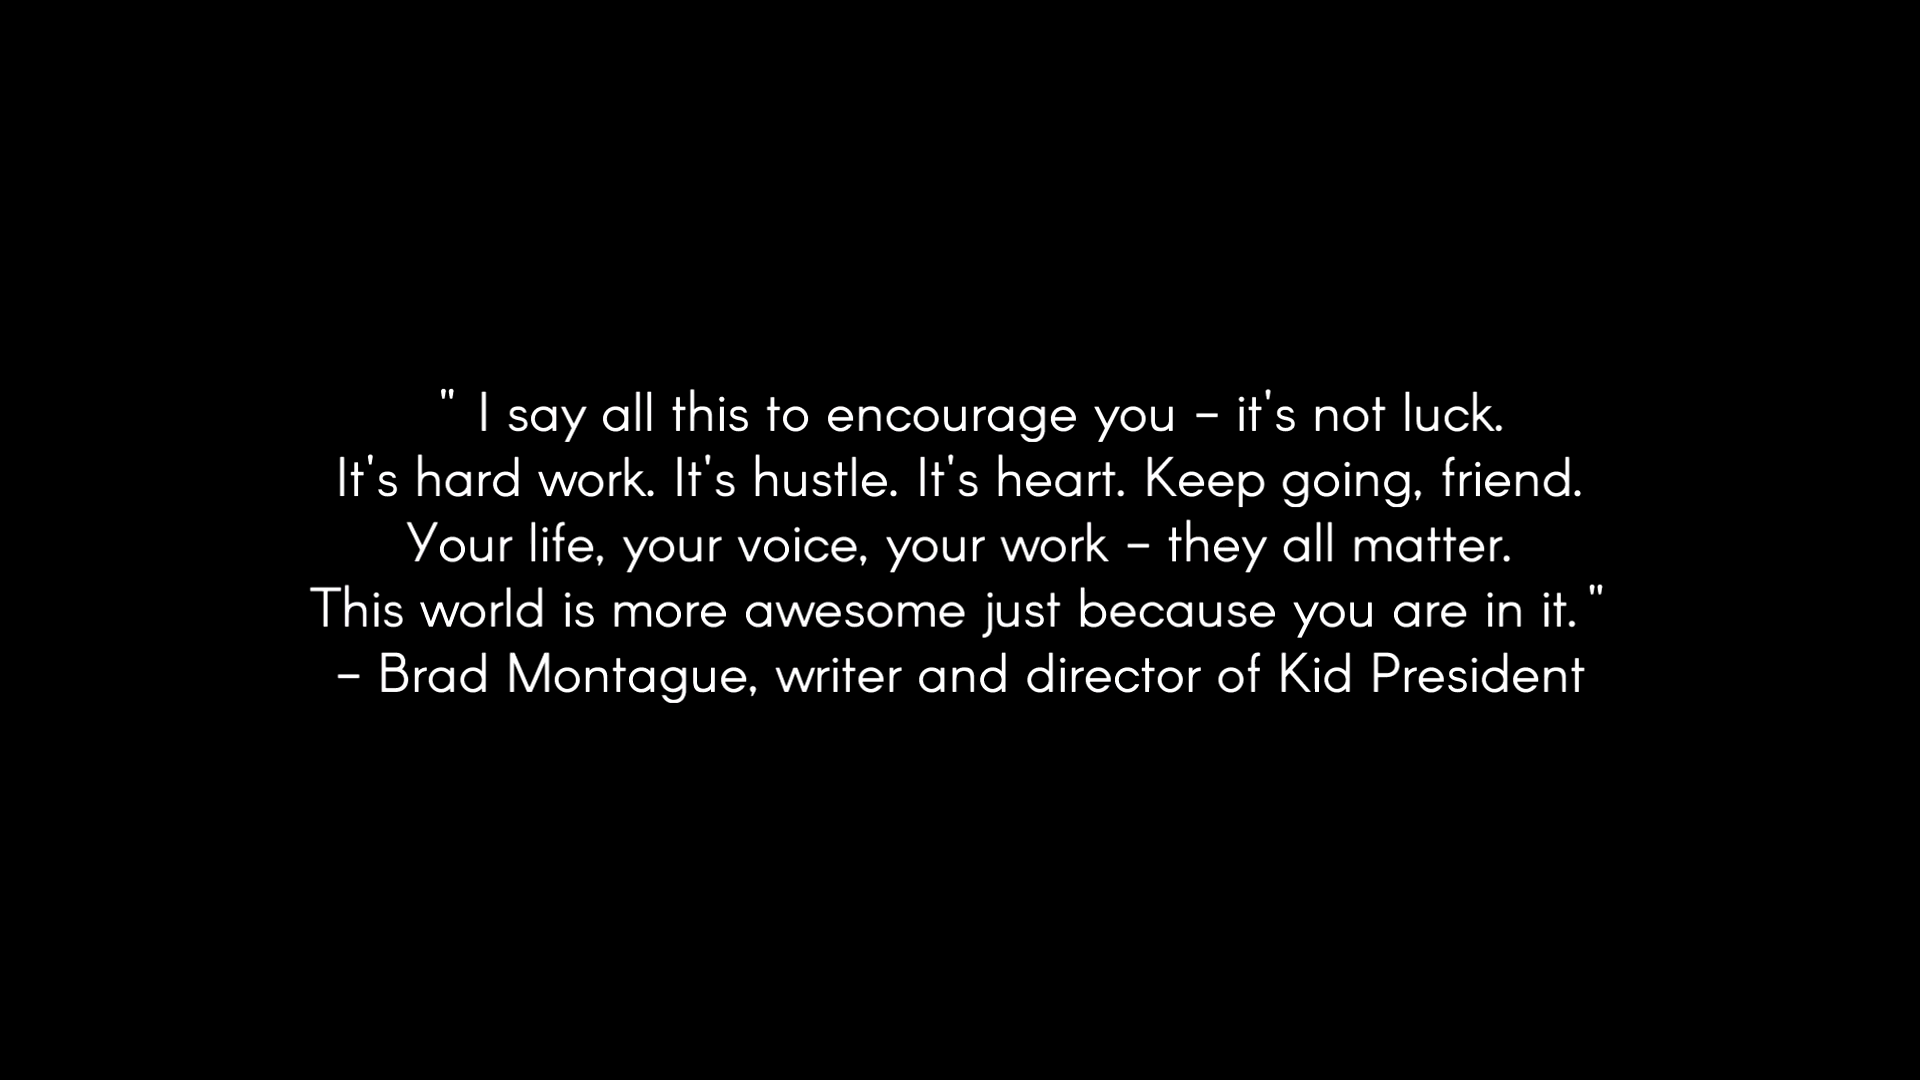 " I say all this to encourage you – it's not luck.
It's hard work. It's hustle. It's heart. Keep going, friend.
Your life, your voice, your work – they all matter.
This world is more awesome just because you are in it. "
– Brad Montague, writer and director of Kid President